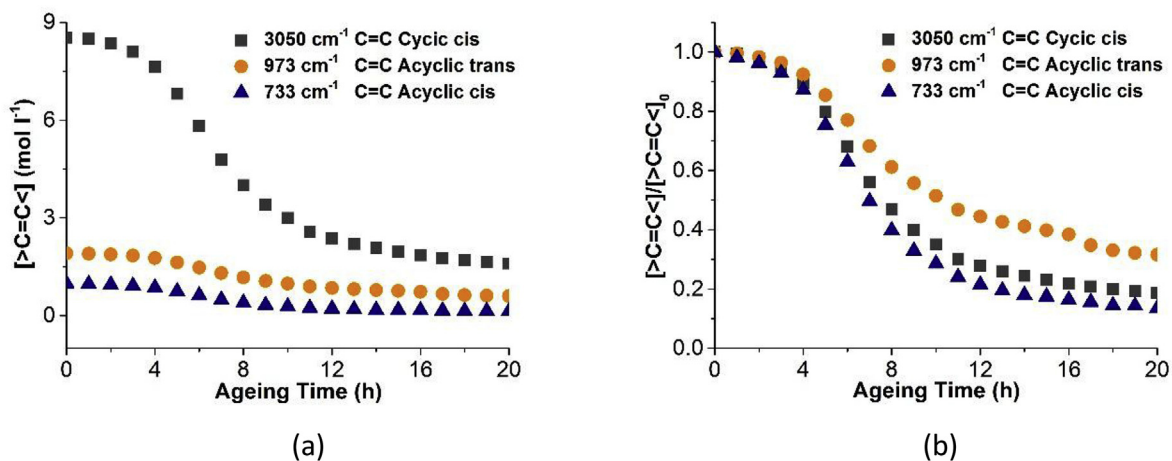 9
6
3
0
[>C=C<] (mol l⁻¹)
3050 cm⁻¹ C=C Cycic cis
973 cm⁻¹ C=C Acyclic trans
733 cm⁻¹ C=C Acyclic cis
0 4 8 12 16 20
Ageing Time (h)
(a)
1.0
0.8
0.6
0.4
0.2
0.0
[>C=C<]/[>C=C<]₀
3050 cm⁻¹ C=C Cycic cis
973 cm⁻¹ C=C Acyclic trans
733 cm⁻¹ C=C Acyclic cis
0 4 8 12 16 20
Ageing Time (h)
(b)